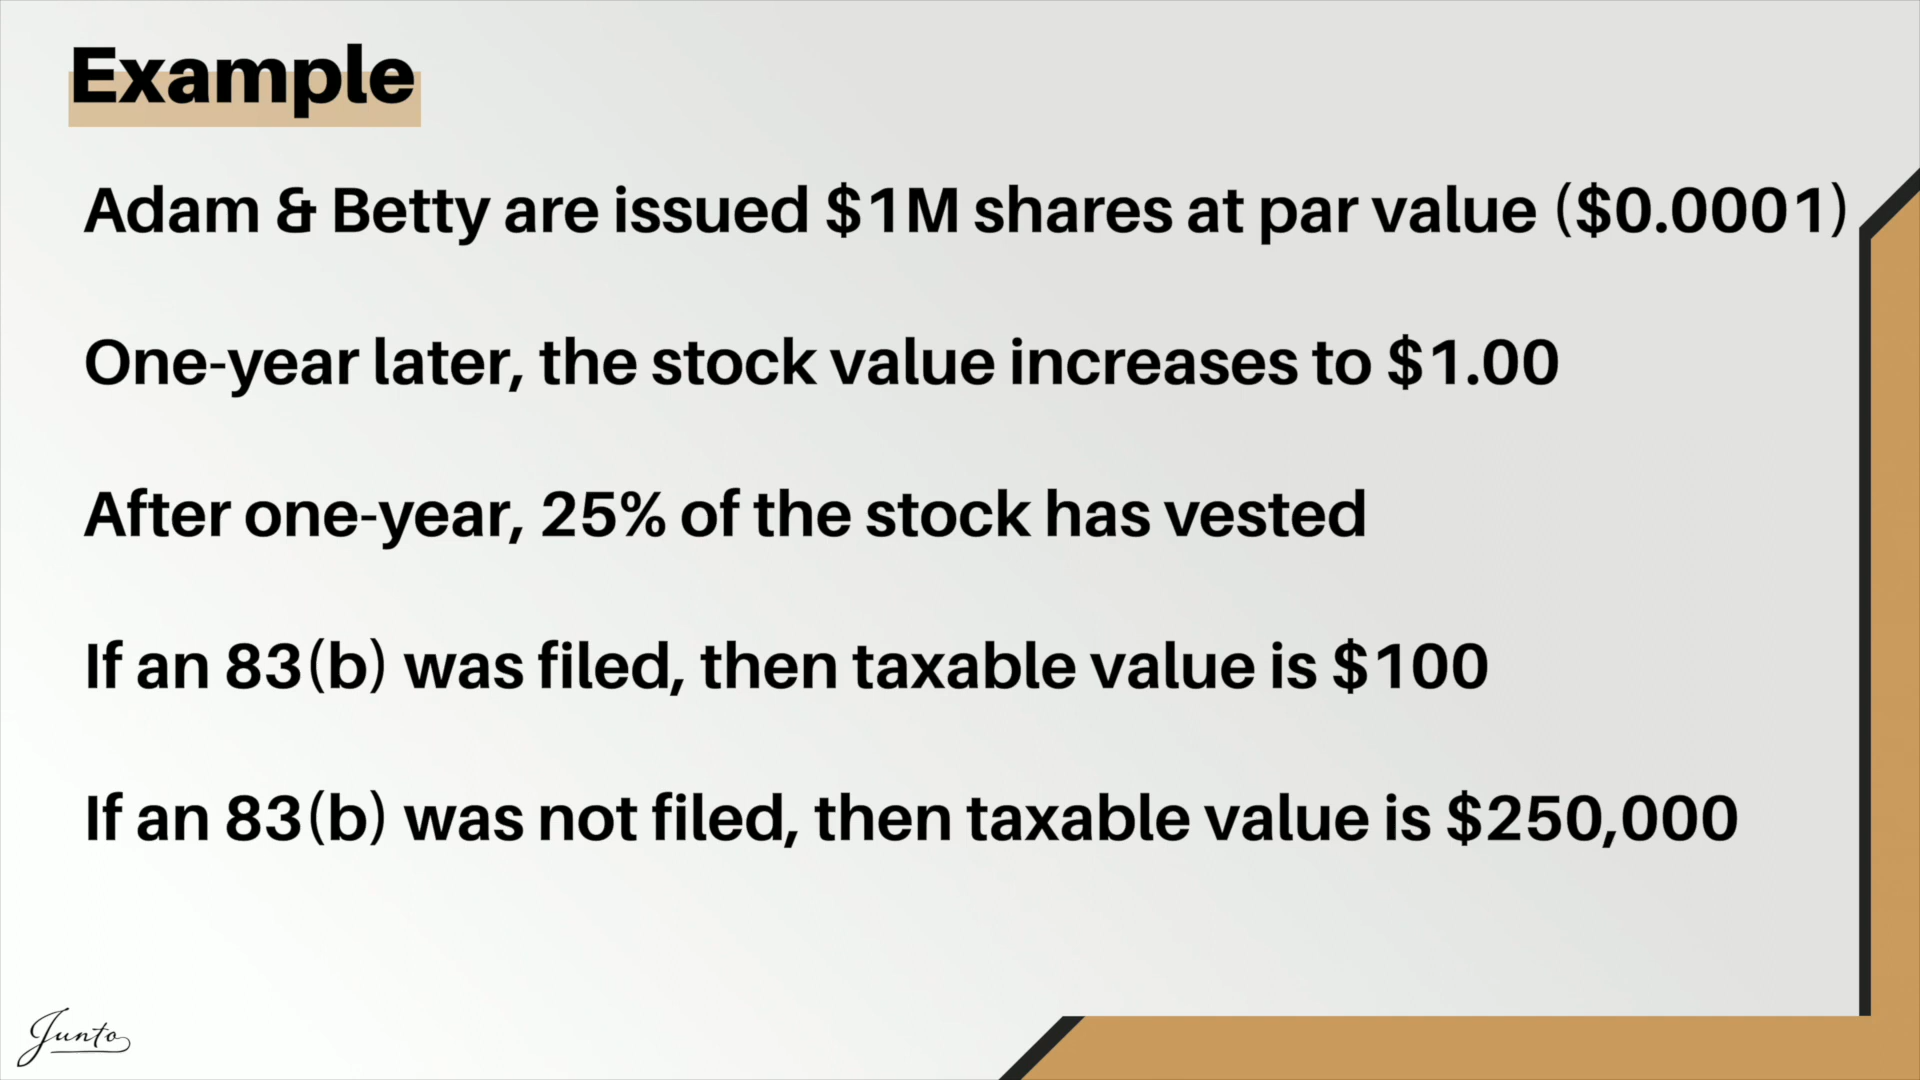 Example
Adam & Betty are issued $1M shares at par value ($0.0001)
One-year later, the stock value increases to $1.00
After one-year, 25% of the stock has vested
If an 83(b) was filed, then taxable value is $100
If an 83(b) was not filed, then taxable value is $250,000
Junto